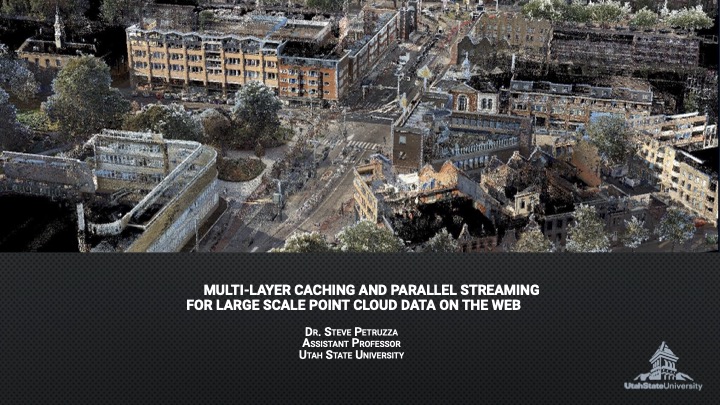 MULTI-LAYER CACHING AND PARALLEL STREAMING
FOR LARGE SCALE POINT CLOUD DATA ON THE WEB
Dr. Steve Petruzza
Assistant Professor
Utah State University
UtahStateUniversity